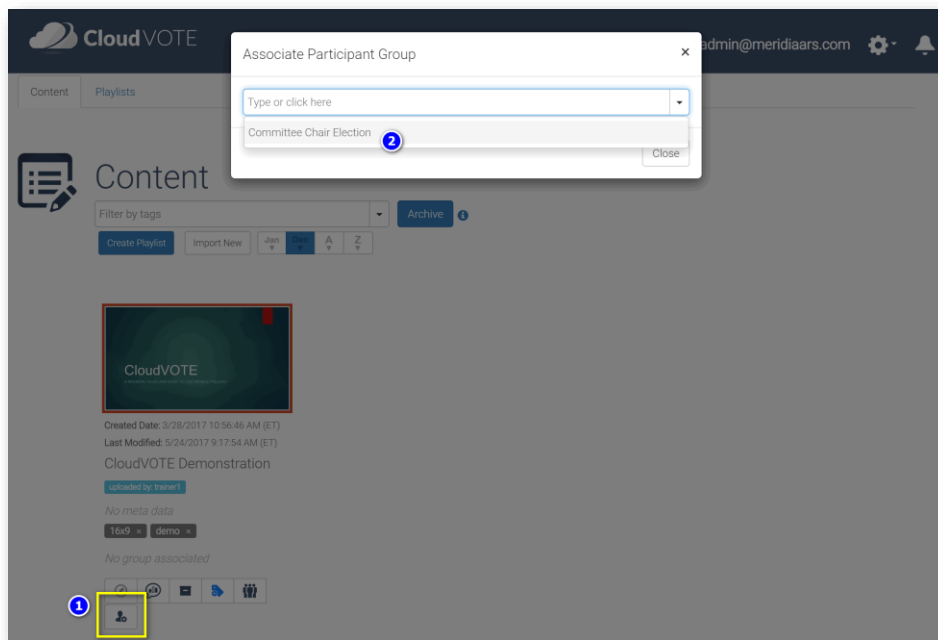 CloudVOTE
Associate Participant Group
×
admin@meridiaars.com
Content
Playlists
Type or click here
Committee Chair Election
2
Close
Content
Filter by tags
Archive
Create Playlist
Import New
Jan
Dec
A
Z
CloudVOTE
Created Date: 3/28/2017 10:56:46 AM (ET)
Last Modified: 5/24/2017 9:17:54 AM (ET)
CloudVOTE Demonstration
uploaded by: trainer1
No meta data
16x9 ×
demo ×
No group associated
1